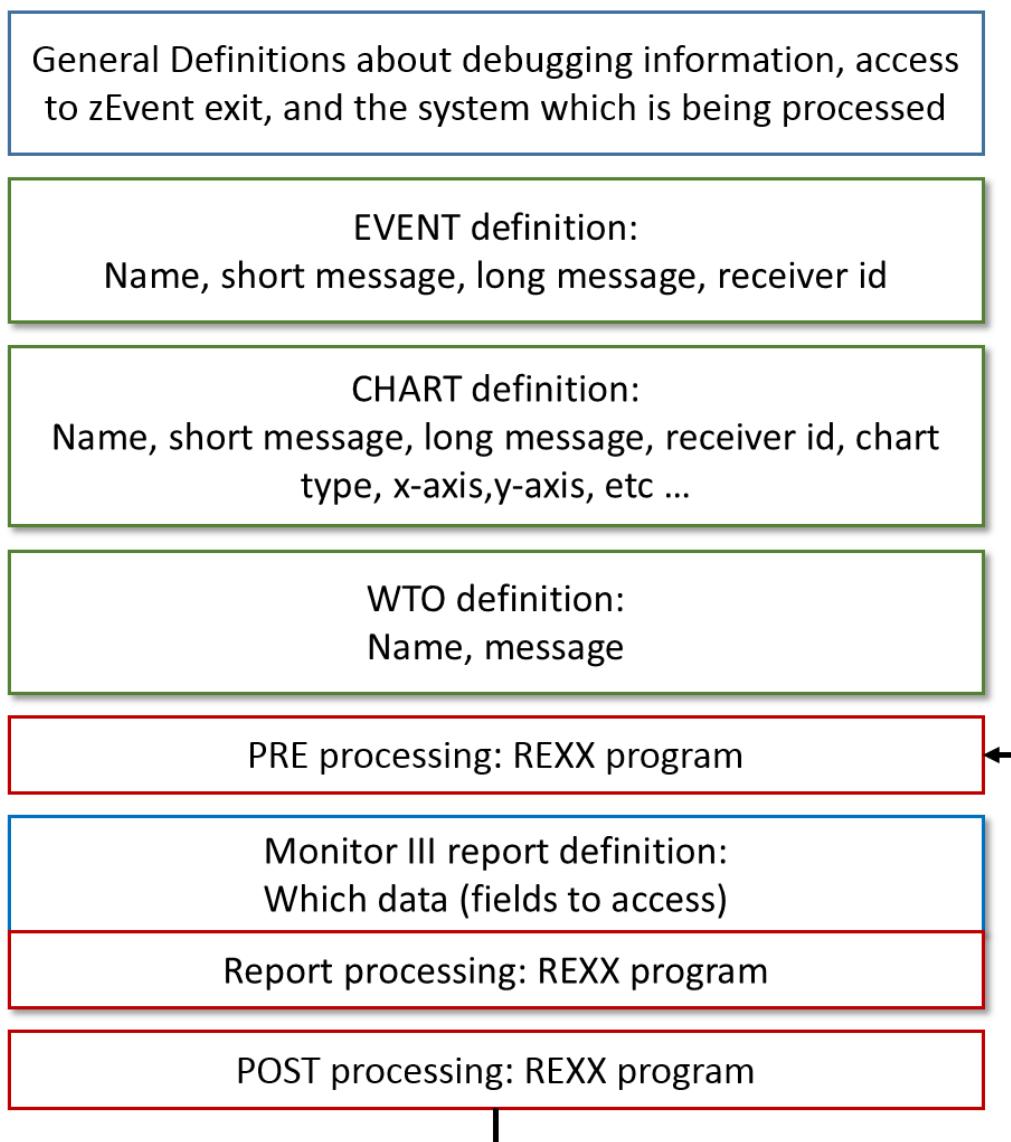 General Definitions about debugging information, access
to zEvent exit, and the system which is being processed
EVENT definition:
Name, short message, long message, receiver id
CHART definition:
Name, short message, long message, receiver id, chart
type, x-axis,y-axis, etc ...
WTO definition:
Name, message
PRE processing: REXX program
Monitor III report definition:
Which data (fields to access)
Report processing: REXX program
POST processing: REXX program